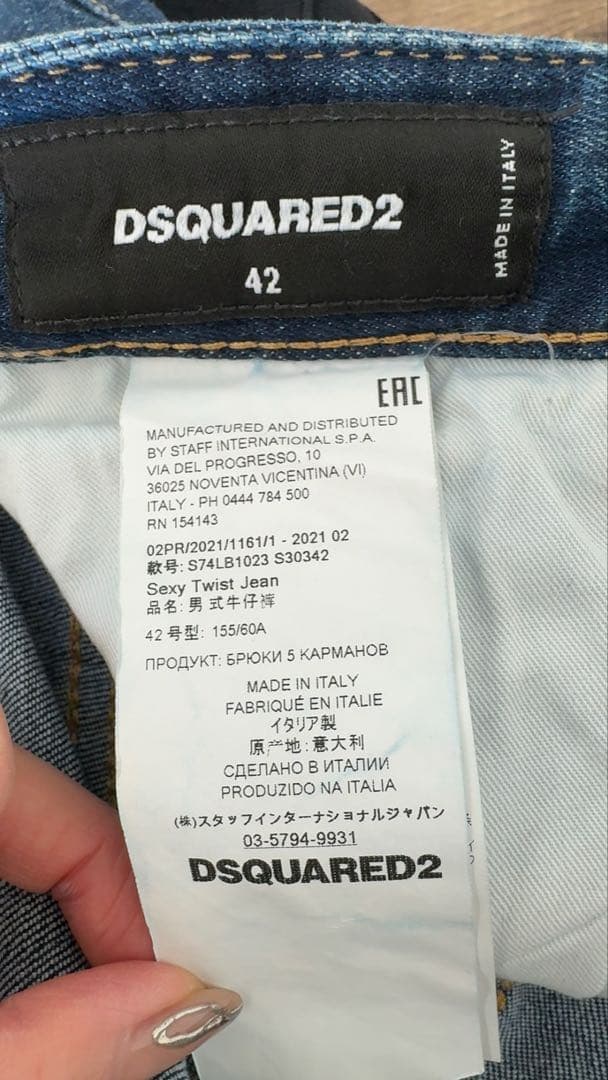 DSQUARED2
42
MADE IN ITALY
EAC
MANUFACTURED AND DISTRIBUTED
BY STAFF INTERNATIONAL S.P.A.
VIA DEL PROGRESSO, 10
36025 NOVENTA VICENTINA (VI)
ITALY - PH 0444 784 500
RN 154143
02PR/2021/1161/1 - 2021 02
款号: S74LB1023 S30342
Sexy Twist Jean
品名: 男 式牛仔裤
42 号型: 155/60A
ПРОДУКТ: БРЮКИ 5 КАРМАНОВ
MADE IN ITALY
FABRIQUÉ EN ITALIE
イタリア製
原产地:意大利
СДЕЛАНО В ИТАЛИИ
PRODUZIDO NA ITALIA
(株)スタッフインターナショナルジャパン
03-5794-9931
DSQUARED2